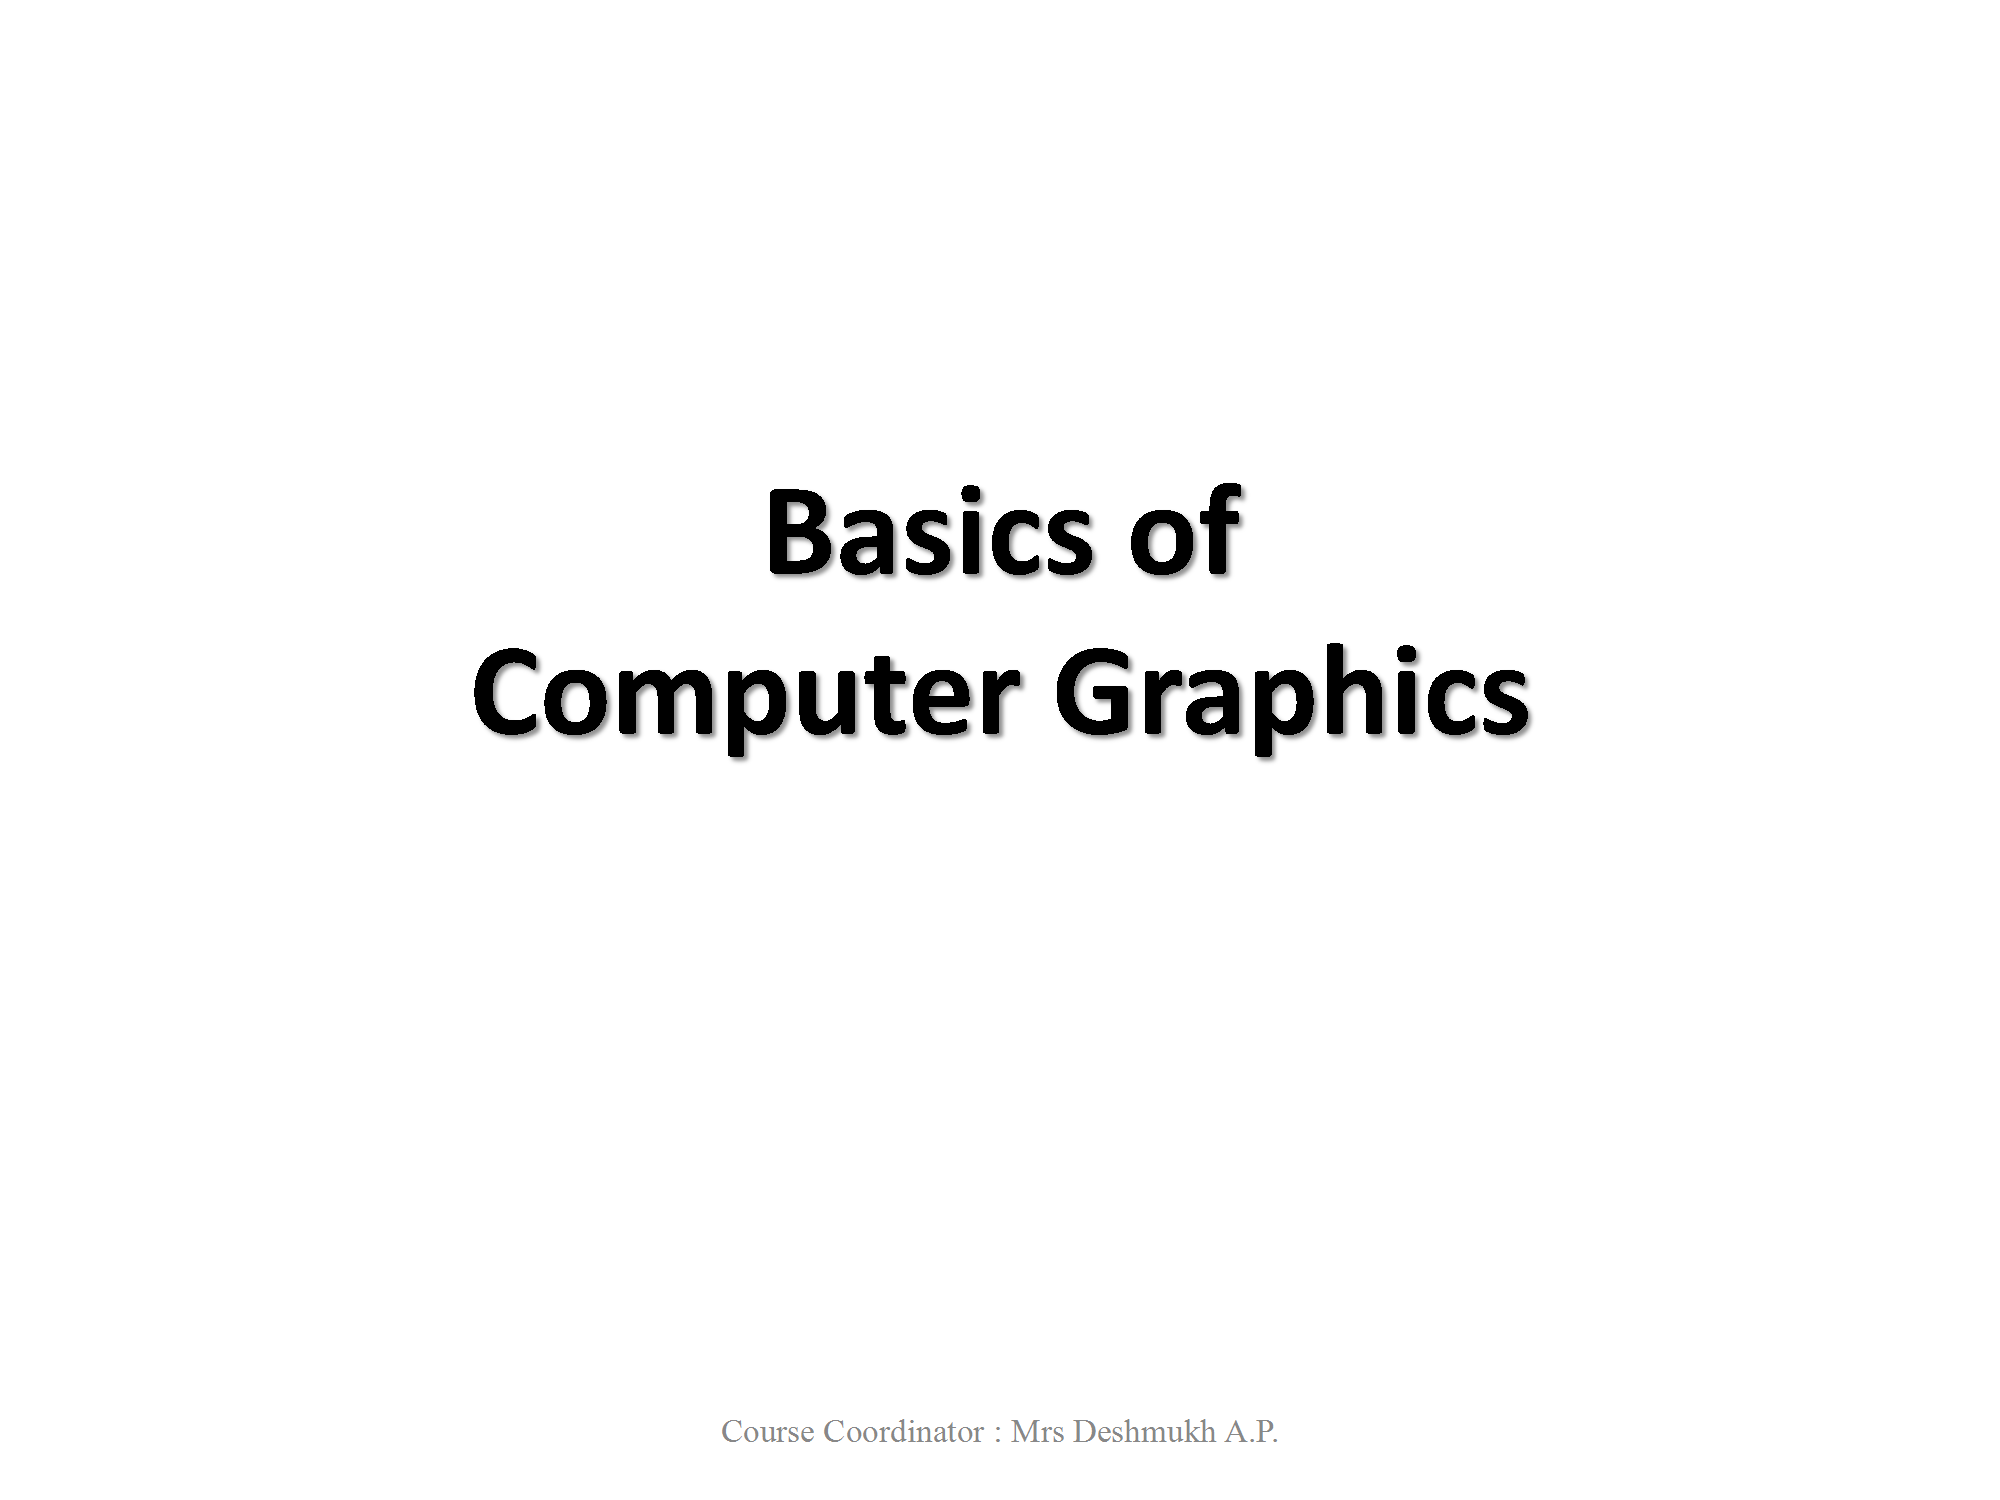 Basics of
Computer Graphics
Course Coordinator : Mrs Deshmukh A.P.